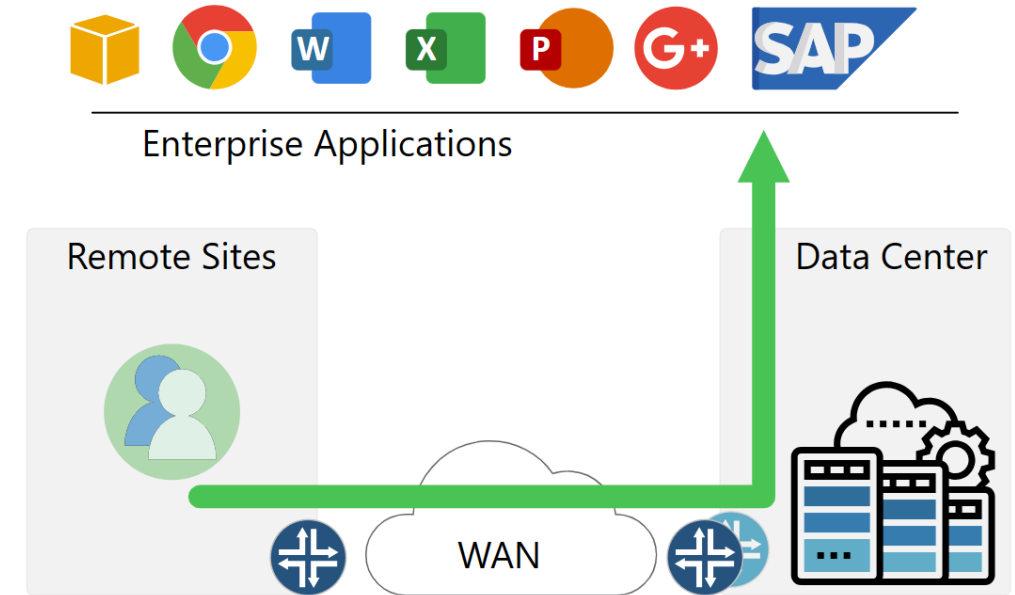 W
X
P
G+
SAP
Enterprise Applications
Remote Sites
Data Center
WAN